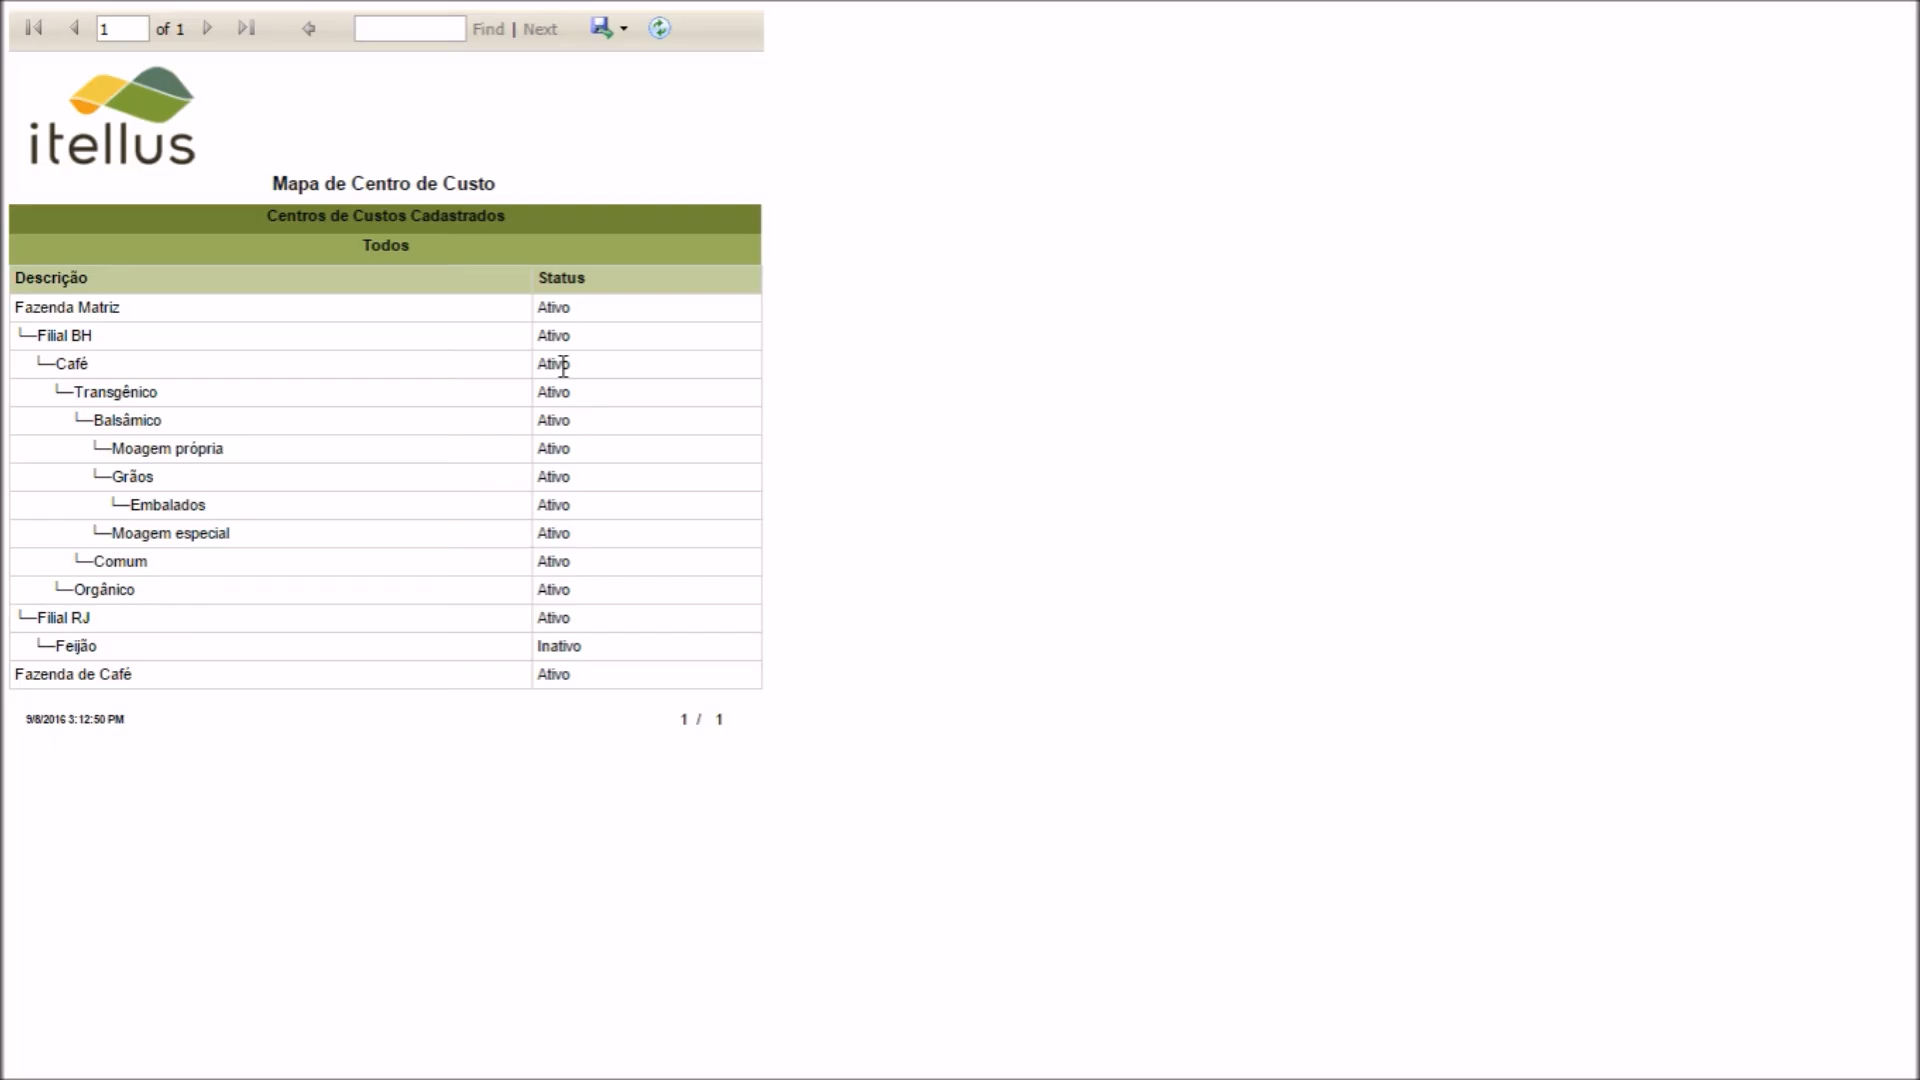 1 of 1 Find | Next
itellus
Mapa de Centro de Custo
Centros de Custos Cadastrados
Todos
Descrição Status
Fazenda Matriz Ativo
Filial BH Ativo
Café Ativo
Transgênico Ativo
Balsâmico Ativo
Moagem própria Ativo
Grãos Ativo
Embalados Ativo
Moagem especial Ativo
Comum Ativo
Orgânico Ativo
Filial RJ Ativo
Feijão Inativo
Fazenda de Café Ativo
9/8/2016 3:12:50 PM 1 / 1